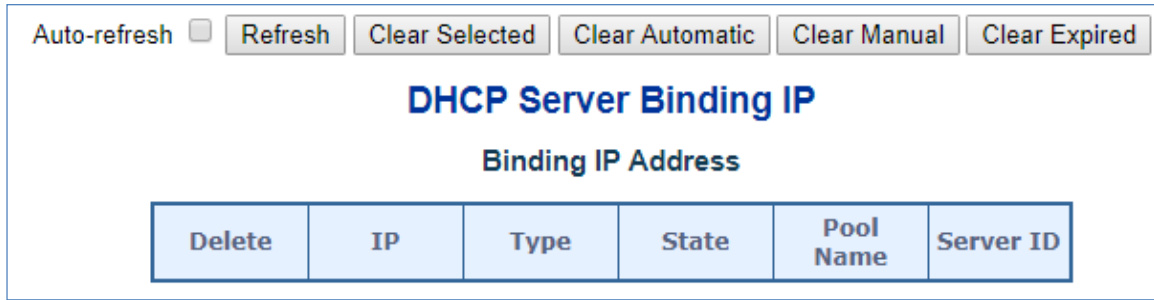 Auto-refresh Refresh Clear Selected Clear Automatic Clear Manual Clear Expired
DHCP Server Binding IP
Binding IP Address
Delete IP Type State Pool Name Server ID